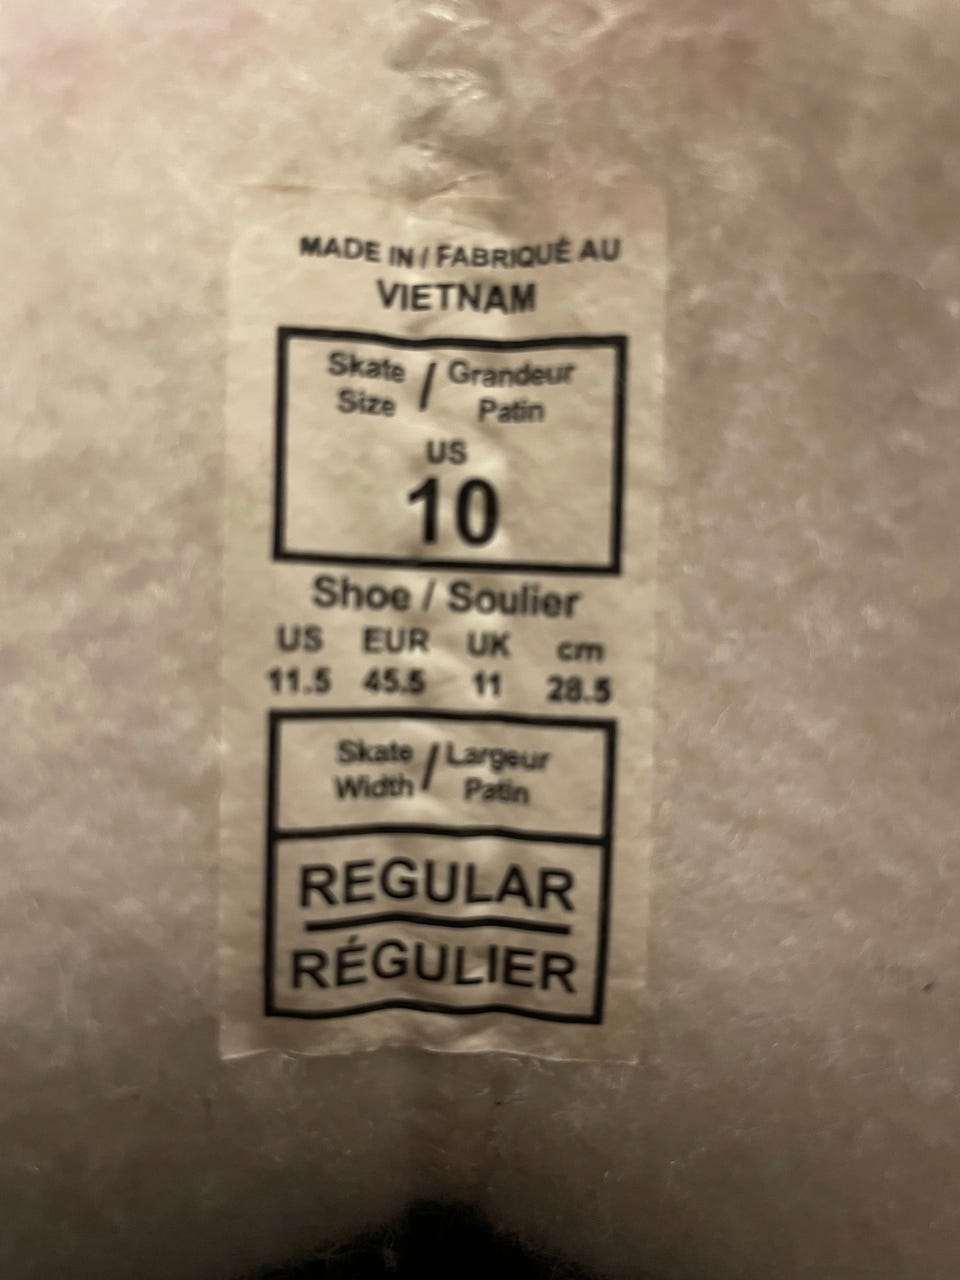 MADE IN / FABRIQUÉ AU
VIETNAM
Skate / Grandeur
Size Patin
US
10
Shoe / Soulier
US EUR UK cm
11.5 45.5 11 28.5
Skate / Largeur
Width Patin
REGULAR
RÉGULIER